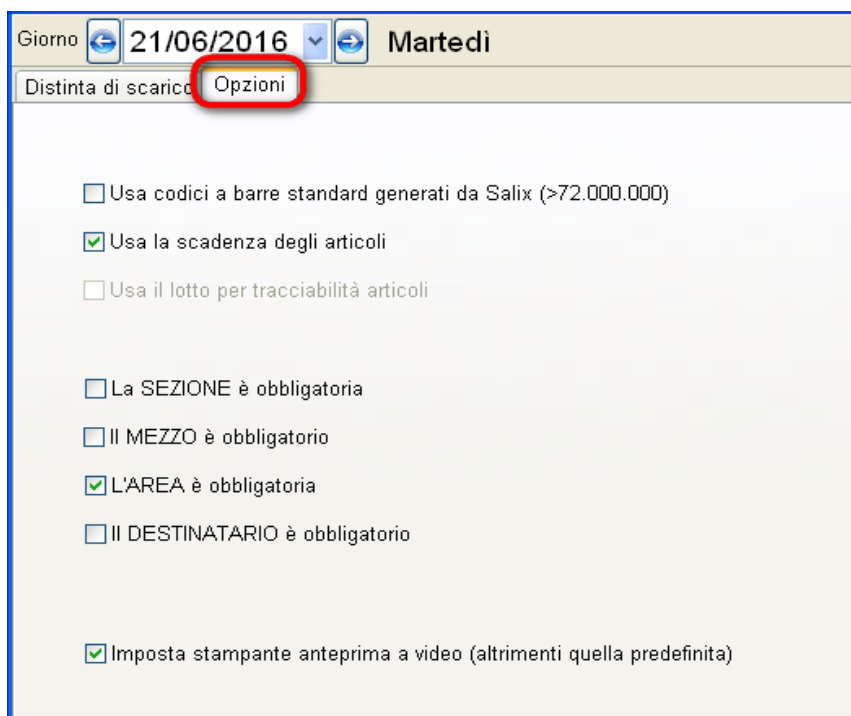 Giorno 21/06/2016 Martedì
Distinta di scarico Opzioni
Usa codici a barre standard generati da Salix (>72.000.000)
Usa la scadenza degli articoli
Usa il lotto per tracciabilità articoli
La SEZIONE è obbligatoria
Il MEZZO è obbligatorio
L'AREA è obbligatoria
Il DESTINATARIO è obbligatorio
Imposta stampante anteprima a video (altrimenti quella predefinita)